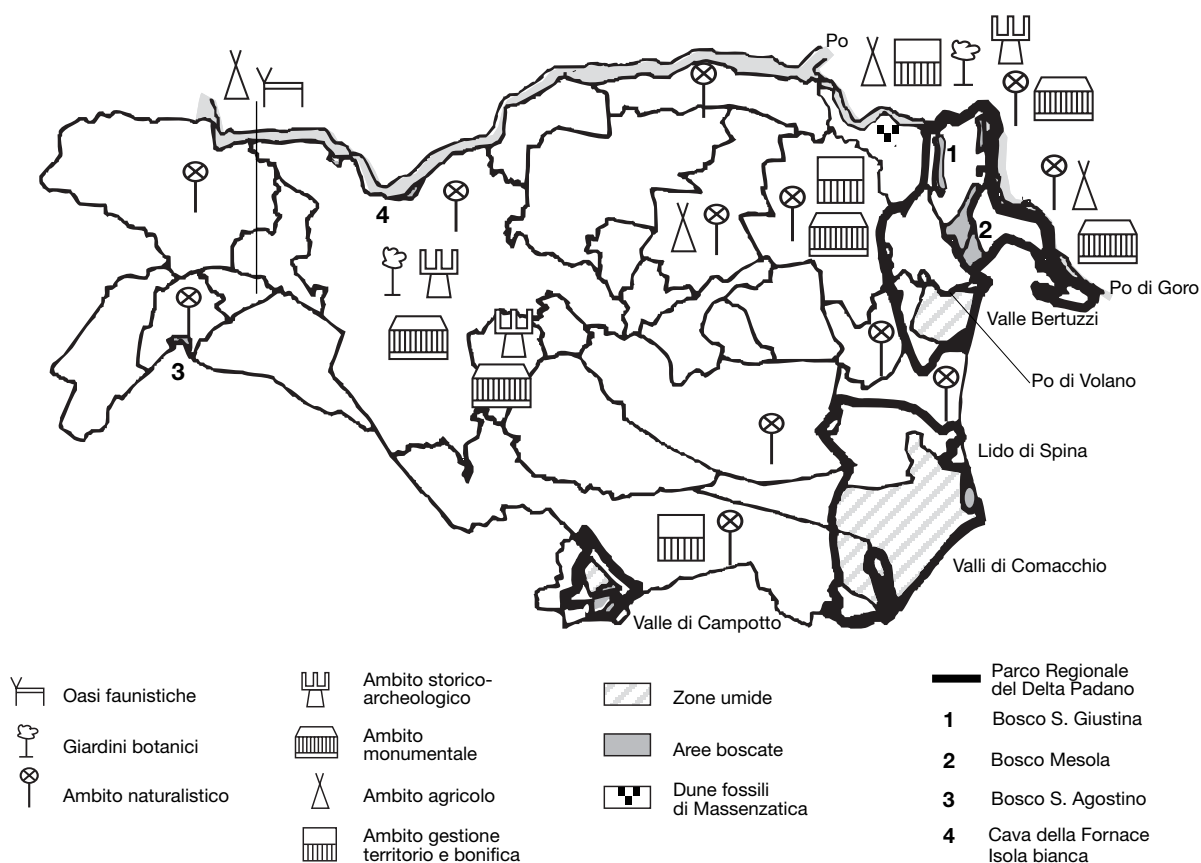 Po
1
2
4
3
Po di Goro
Valle Bertuzzi
Po di Volano
Lido di Spina
Valli di Comacchio
Valle di Campotto
Oasi faunistiche
Giardini botanici
Ambito naturalistico
Ambito storico-
archeologico
Ambito
monumentale
Ambito agricolo
Ambito gestione
territorio e bonifica
Zone umide
Aree boscate
Dune fossili
di Massenzatica
Parco Regionale
del Delta Padano
1 Bosco S. Giustina
2 Bosco Mesola
3 Bosco S. Agostino
4 Cava della Fornace
Isola bianca